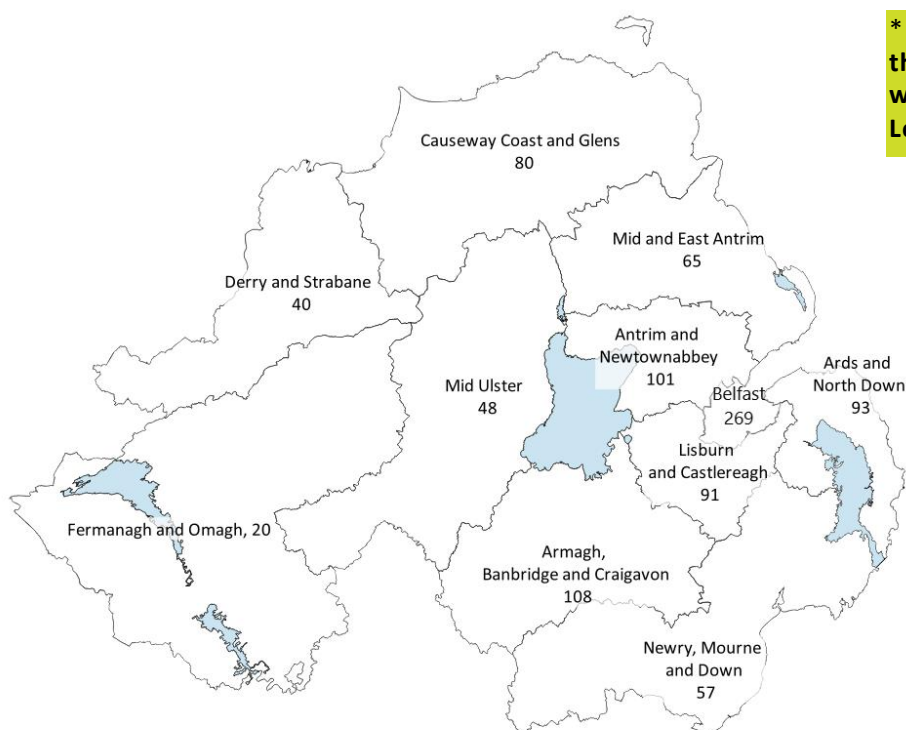 *
th
w
Le
Causeway Coast and Glens
80
Mid and East Antrim
65
Derry and Strabane
40
Antrim and
Newtownabbey
101
Ards and
North Down
93
Mid Ulster
48
Belfast
269
Lisburn
and Castlereagh
91
Fermanagh and Omagh, 20
Armagh,
Banbridge and Craigavon
108
Newry, Mourne
and Down
57